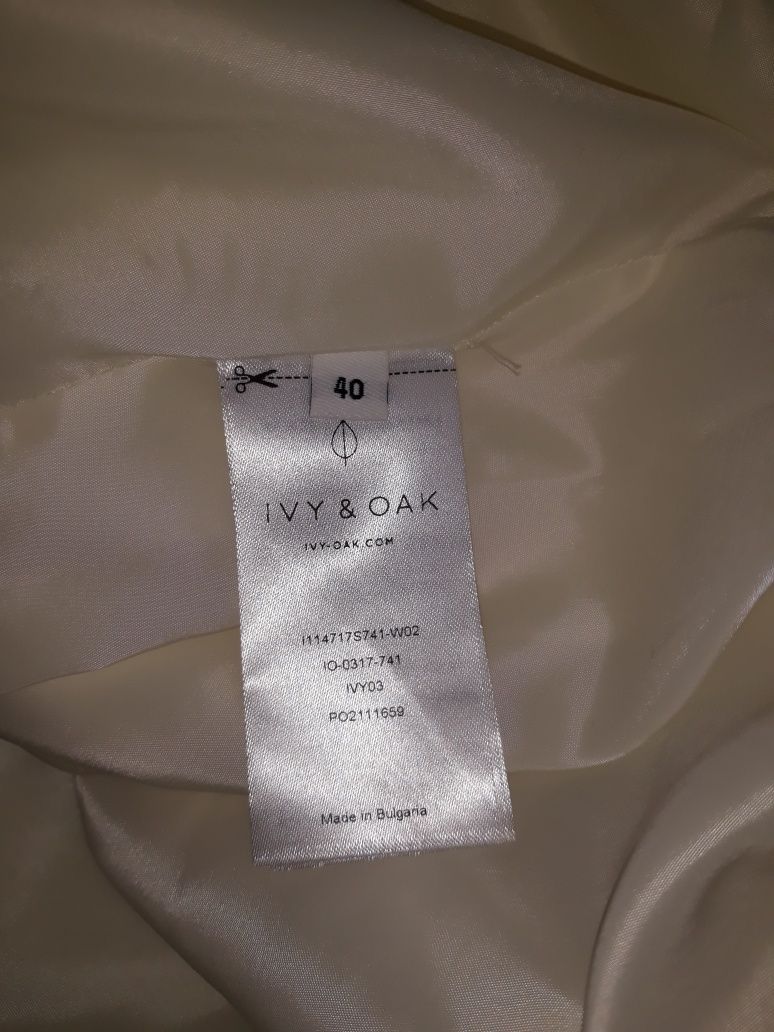 40
IVY & OAK
IVY-OAK.COM
I114717S741-W02
IO-0317-741
IVY03
PO2111659
Made in Bulgaria